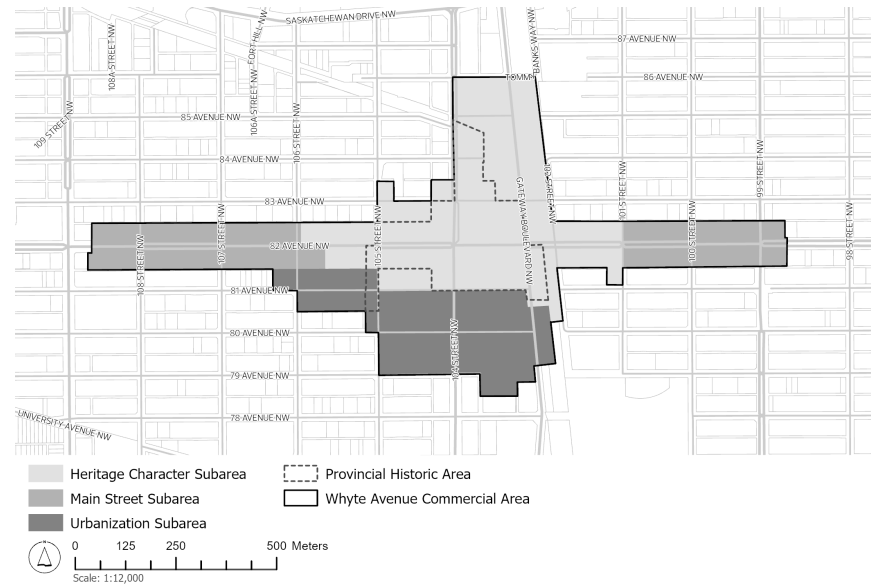 SASKATCHEWAN DRIVE NW
FORT HILL NW
BANKS WAY NW
87 AVENUE NW
108A STREET NW
TOMMY
86 AVENUE NW
109 STREET NW
106A STREET NW
106 STREET NW
85 AVENUE NW
84 AVENUE NW
99 STREET NW
101 STREET NW
83 AVENUE NW
GATEWAY BOULEVARD NW
107 STREET NW
105 STREET NW
100 STREET NW
98 STREET NW
108 STREET NW
82 AVENUE NW
81 AVENUE NW
80 AVENUE NW
104 STREET NW
79 AVENUE NW
78 AVENUE NW
UNIVERSITY AVENUE NW
Heritage Character Subarea
Provincial Historic Area
Main Street Subarea
Whyte Avenue Commercial Area
Urbanization Subarea
N
0 125 250 500 Meters
Scale: 1:12,000